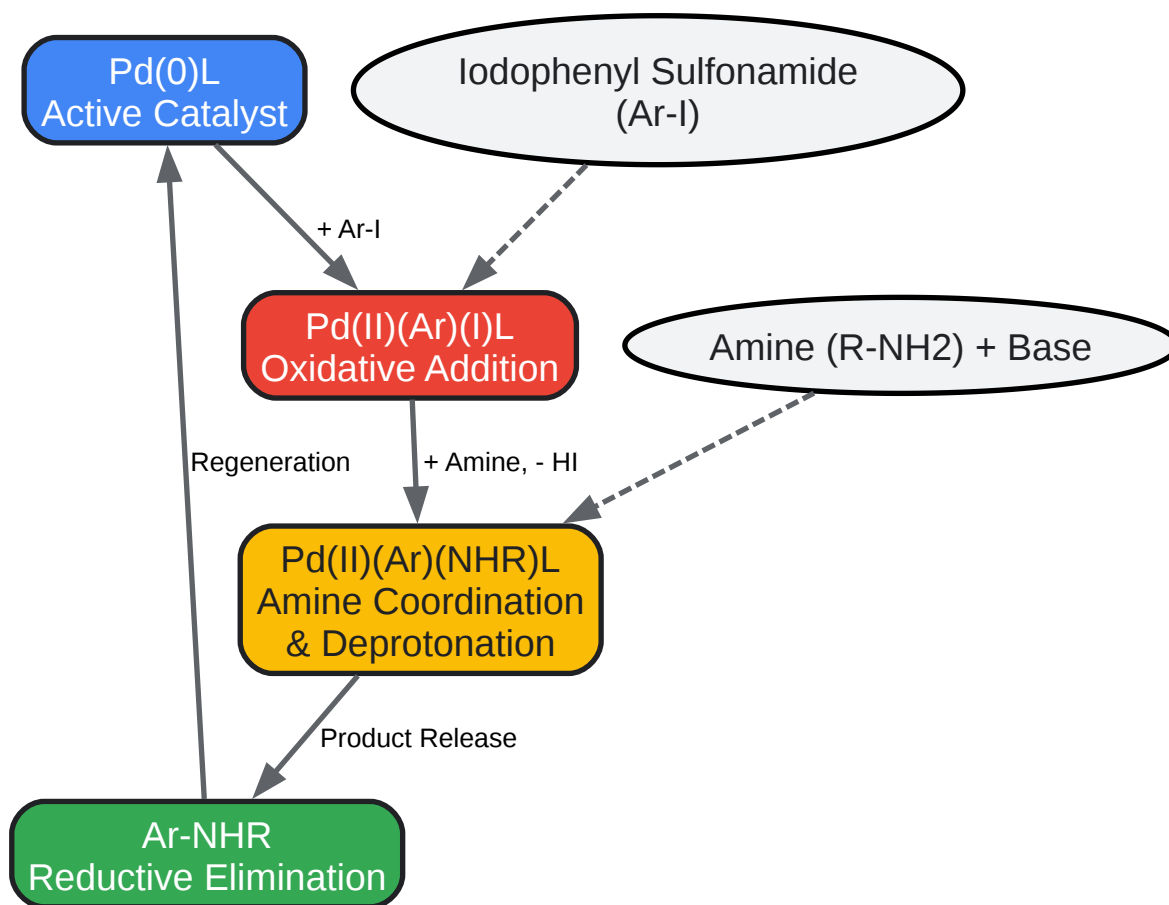 Pd(0)L
Active Catalyst
Iodophenyl Sulfonamide
(Ar-I)
+ Ar-I
Pd(II)(Ar)(I)L
Oxidative Addition
Amine (R-NH2) + Base
Regeneration
+ Amine, - HI
Pd(II)(Ar)(NHR)L
Amine Coordination
& Deprotonation
Product Release
Ar-NHR
Reductive Elimination